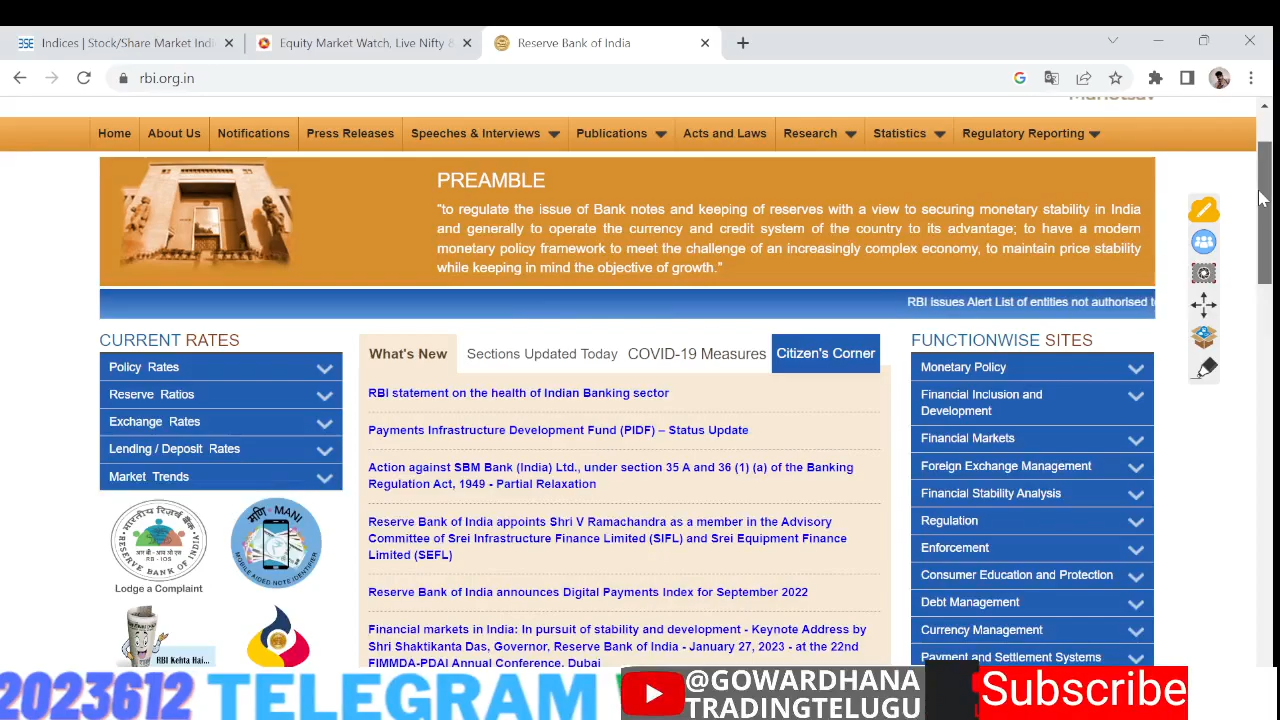 Indices | Stock/Share Market Indi
Equity Market Watch, Live Nifty &
Reserve Bank of India
rbi.org.in
Home
About Us
Notifications
Press Releases
Speeches & Interviews
Publications
Acts and Laws
Research
Statistics
Regulatory Reporting
PREAMBLE
"to regulate the issue of Bank notes and keeping of reserves with a view to securing monetary stability in India
and generally to operate the currency and credit system of the country to its advantage; to have a modern
monetary policy framework to meet the challenge of an increasingly complex economy, to maintain price stability
while keeping in mind the objective of growth."
RBI issues Alert List of entities not authorised t
CURRENT RATES
Policy Rates
Reserve Ratios
Exchange Rates
Lending / Deposit Rates
Market Trends
Lodge a Complaint
मणि MANI
RBI Kehta Hai...
What's New
Sections Updated Today
COVID-19 Measures
Citizen's Corner
RBI statement on the health of Indian Banking sector
Payments Infrastructure Development Fund (PIDF) – Status Update
Action against SBM Bank (India) Ltd., under section 35 A and 36 (1) (a) of the Banking
Regulation Act, 1949 - Partial Relaxation
Reserve Bank of India appoints Shri V Ramachandra as a member in the Advisory
Committee of Srei Infrastructure Finance Limited (SIFL) and Srei Equipment Finance
Limited (SEFL)
Reserve Bank of India announces Digital Payments Index for September 2022
Financial markets in India: In pursuit of stability and development - Keynote Address by
Shri Shaktikanta Das, Governor, Reserve Bank of India - January 27, 2023 - at the 22nd
FIMMDA-PDAI Annual Conference, Dubai
FUNCTIONWISE SITES
Monetary Policy
Financial Inclusion and
Development
Financial Markets
Foreign Exchange Management
Financial Stability Analysis
Regulation
Enforcement
Consumer Education and Protection
Debt Management
Currency Management
Payment and Settlement Systems
2023612 TELEGRAM
@GOWARDHANA
TRADINGTELUGU
Subscribe